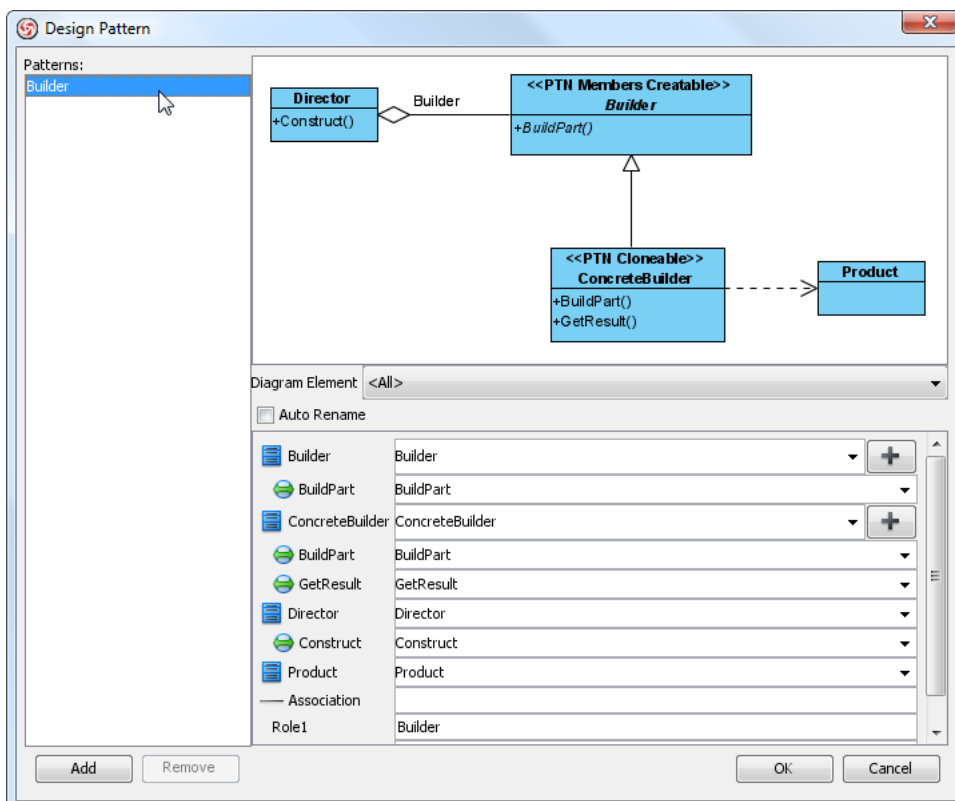 Design Pattern
Patterns:
Builder
Director
+Construct()
Builder
<<PTN Members Creatable>>
Builder
+BuildPart()
<<PTN Cloneable>>
ConcreteBuilder
+BuildPart()
+GetResult()
Product
Diagram Element <All>
Auto Rename
Builder Builder
BuildPart BuildPart
ConcreteBuilder ConcreteBuilder
BuildPart BuildPart
GetResult GetResult
Director Director
Construct Construct
Product Product
Association
Role1 Builder
Add Remove OK Cancel